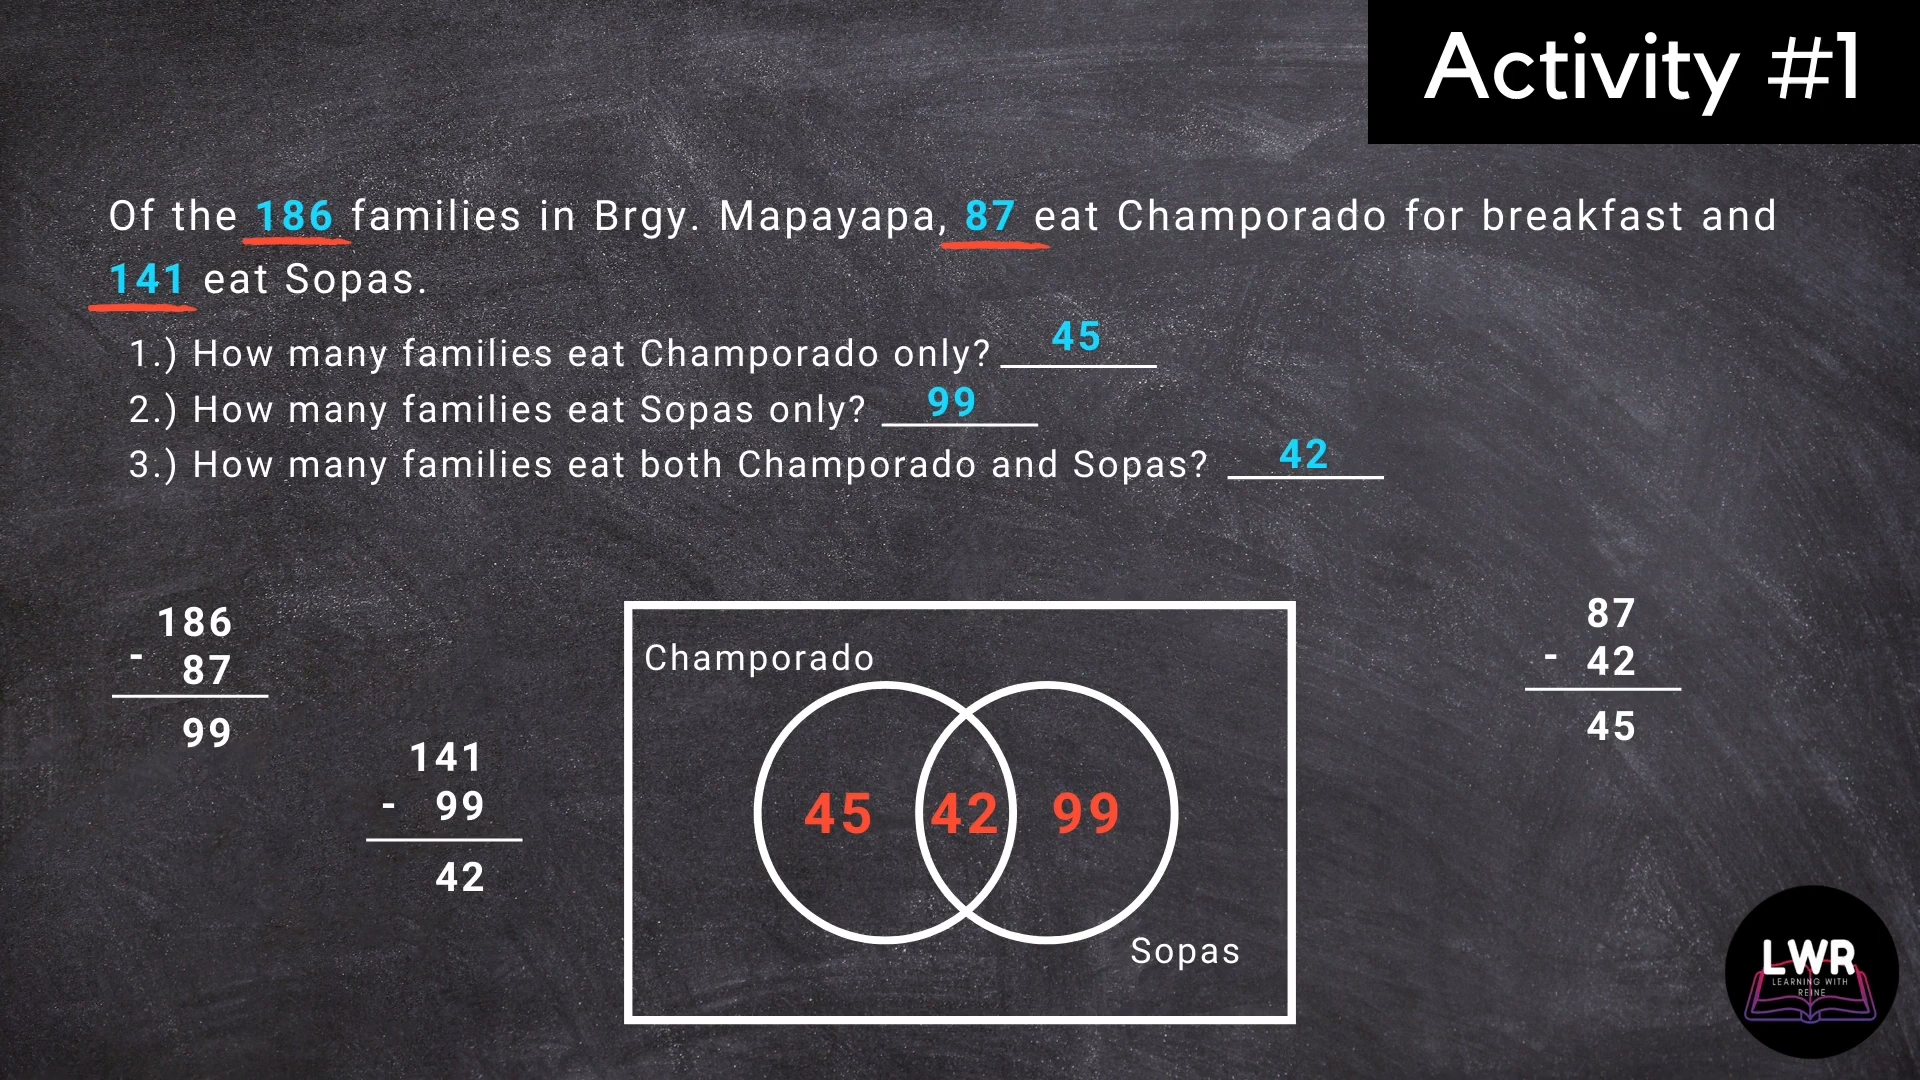 Activity #1
Of the 186 families in Brgy. Mapayapa, 87 eat Champorado for breakfast and
141 eat Sopas.
1.) How many families eat Champorado only? 45
2.) How many families eat Sopas only? 99
3.) How many families eat both Champorado and Sopas? 42
186
- 87
99
141
- 99
42
Champorado
45 42 99
Sopas
87
- 42
45
LWR
LEARNING WITH
REINE